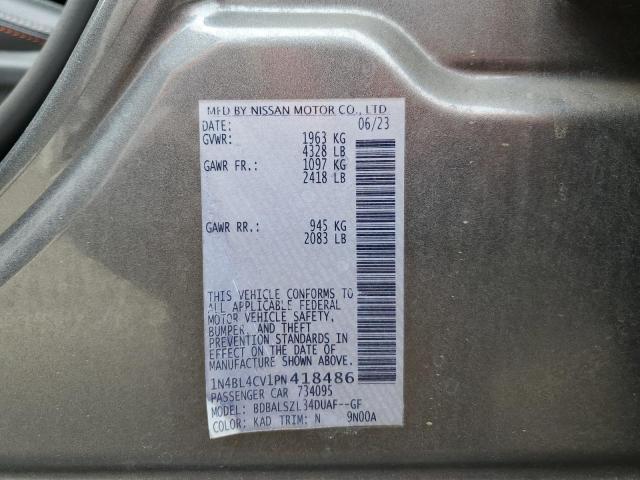 MFD BY NISSAN MOTOR CO., LTD
DATE: 06/23
GVWR: 1963 KG
4328 LB
GAWR FR.: 1097 KG
2418 LB
GAWR RR.: 945 KG
2083 LB
THIS VEHICLE CONFORMS TO
ALL APPLICABLE FEDERAL
MOTOR VEHICLE SAFETY,
BUMPER, AND THEFT
PREVENTION STANDARDS IN
EFFECT ON THE DATE OF
MANUFACTURE SHOWN ABOVE.
1N4BL4CV1PN418486
PASSENGER CAR 734095
MODEL: BDBALSZL34DUAF--GF
COLOR: KAD TRIM: N 9N00A